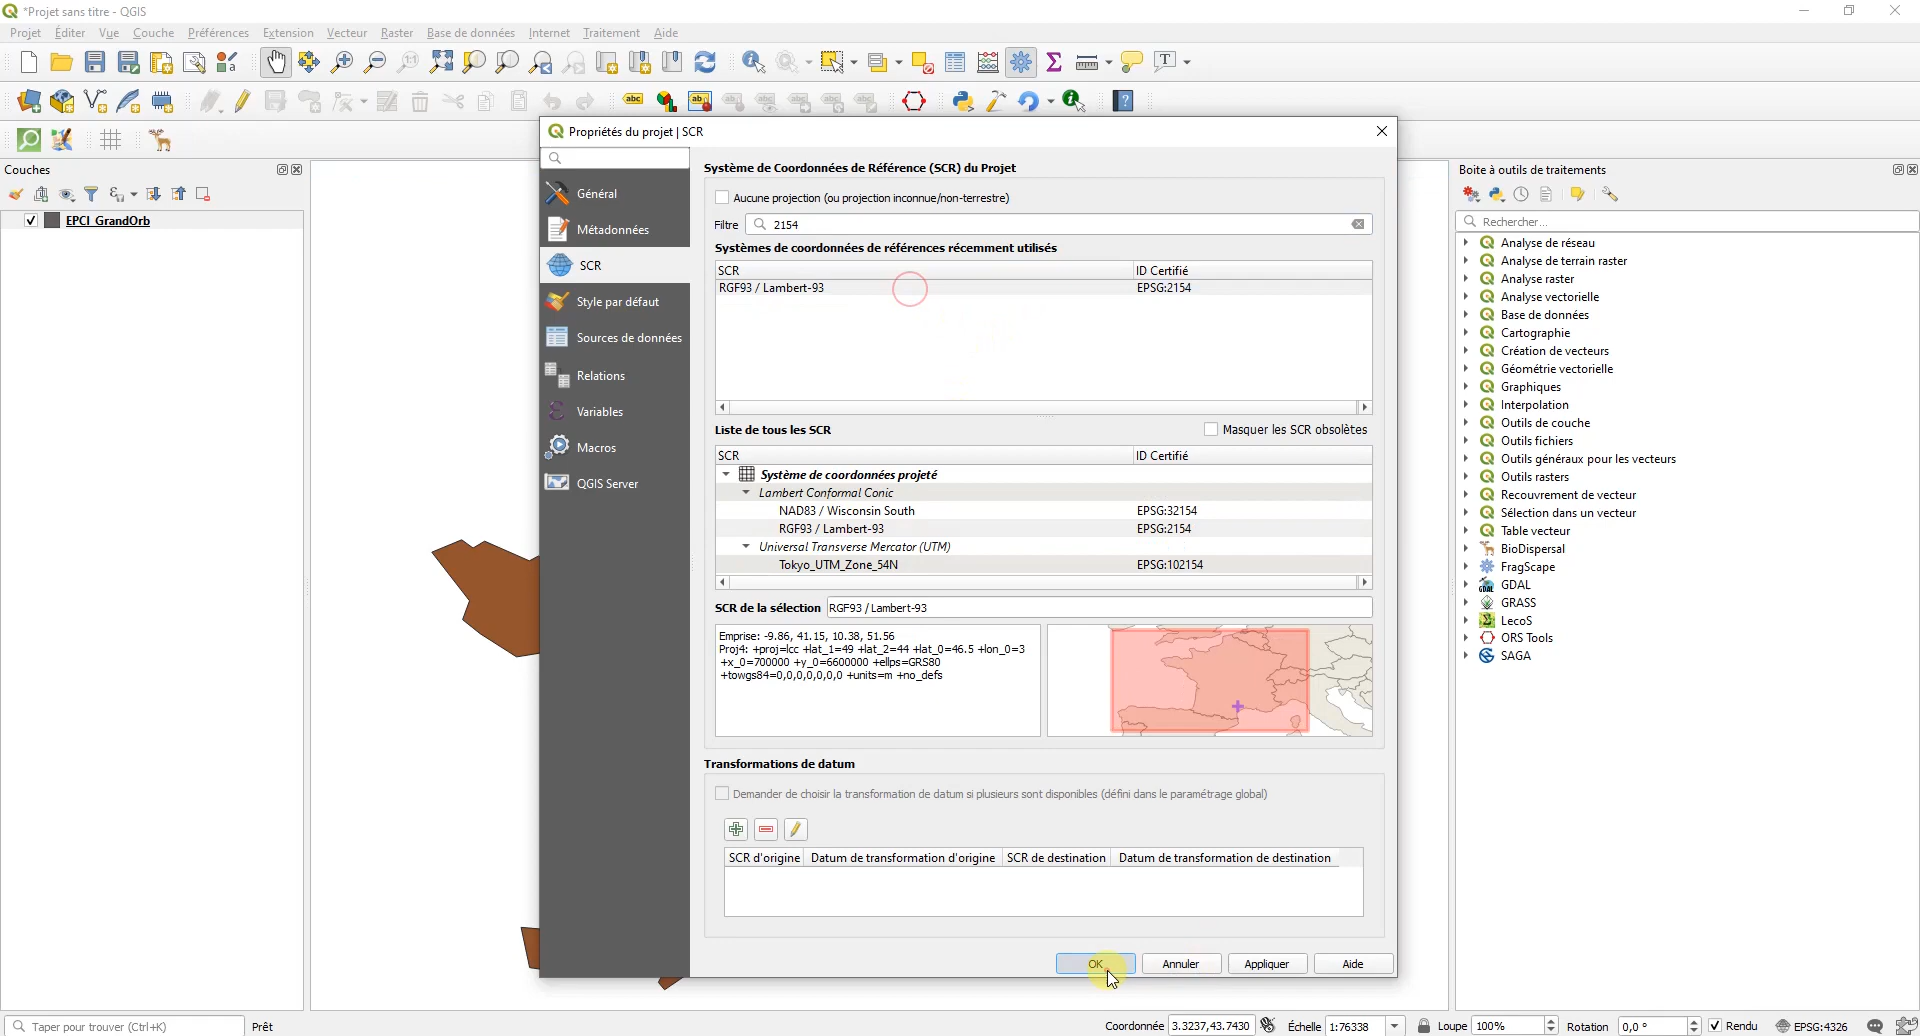 *Projet sans titre - QGIS
Projet Éditer Vue Couche Préférences Extension Vecteur Raster Base de données Internet Traitement Aide
Couches
EPCI_GrandOrb
Propriétés du projet | SCR
Général
Métadonnées
SCR
Style par défaut
Sources de données
Relations
Variables
Macros
QGIS Server
Système de Coordonnées de Référence (SCR) du Projet
Aucune projection (ou projection inconnue/non-terrestre)
Filtre 2154
Systèmes de coordonnées de références récemment utilisés
SCR ID Certifié
RGF93 / Lambert-93 EPSG:2154
Liste de tous les SCR Masquer les SCR obsolètes
SCR ID Certifié
Système de coordonnées projeté
Lambert Conformal Conic
NAD83 / Wisconsin South EPSG:32154
RGF93 / Lambert-93 EPSG:2154
Universal Transverse Mercator (UTM)
Tokyo_UTM_Zone_54N EPSG:102154
SCR de la sélection RGF93 / Lambert-93
Emprise: -9.86, 41.15, 10.38, 51.56
Proj4: +proj=lcc +lat_1=49 +lat_2=44 +lat_0=46.5 +lon_0=3
+x_0=700000 +y_0=6600000 +ellps=GRS80
+towgs84=0,0,0,0,0,0,0 +units=m +no_defs
Transformations de datum
Demander de choisir la transformation de datum si plusieurs sont disponibles (défini dans le paramétrage global)
SCR d'origine Datum de transformation d'origine SCR de destination Datum de transformation de destination
OK Annuler Appliquer Aide
Boite à outils de traitements
Rechercher...
Analyse de réseau
Analyse de terrain raster
Analyse raster
Analyse vectorielle
Base de données
Cartographie
Création de vecteurs
Géométrie vectorielle
Graphiques
Interpolation
Outils de couche
Outils fichiers
Outils généraux pour les vecteurs
Outils rasters
Recouvrement de vecteur
Sélection dans un vecteur
Table vecteur
BioDispersal
FragScape
GDAL
GRASS
LecoS
ORS Tools
SAGA
Taper pour trouver (Ctrl+K) Prêt Coordonnée 3.3237,43.7430 Échelle 1:76338 Loupe 100% Rotation 0,0 ° Rendu EPSG:4326